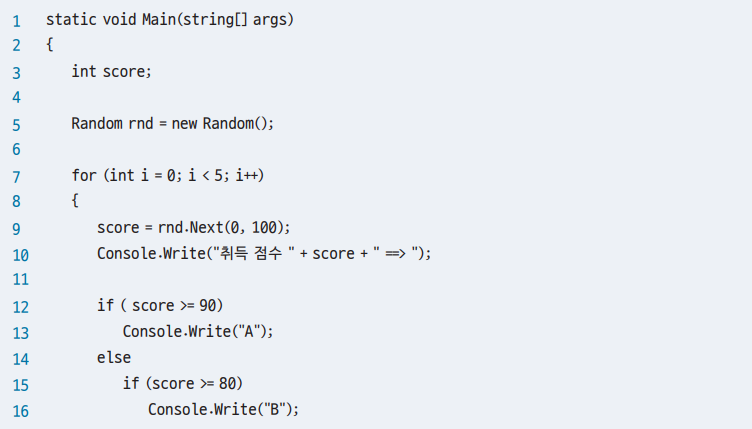 1 static void Main(string[] args)
2 {
3 int score;
4
5 Random rnd = new Random();
6
7 for (int i = 0; i < 5; i++)
8 {
9 score = rnd.Next(0, 100);
10 Console.Write("취득 점수 " + score + " ==> ");
11
12 if ( score >= 90)
13 Console.Write("A");
14 else
15 if (score >= 80)
16 Console.Write("B");